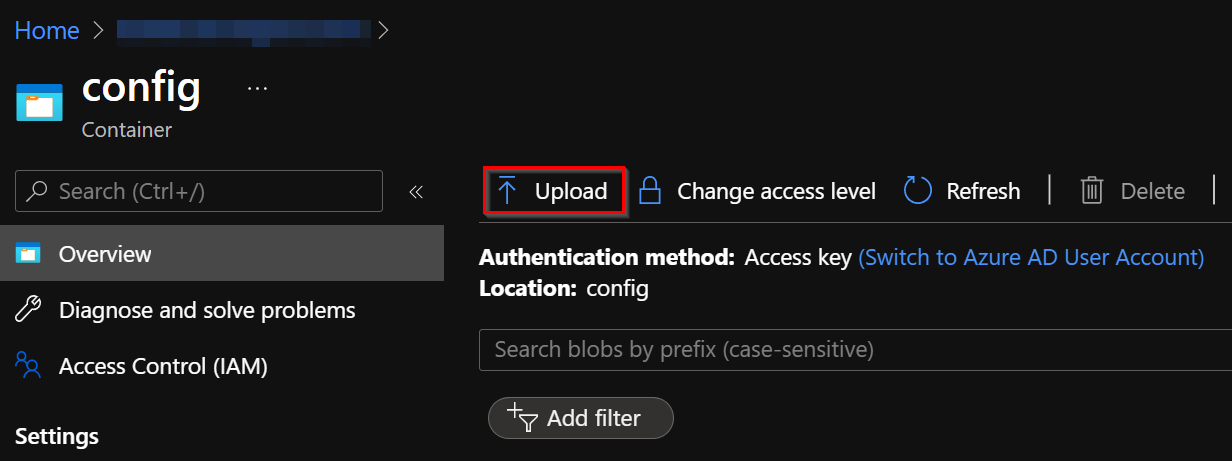 Home
config ...
Container
Search (Ctrl+/)
Upload Change access level Refresh Delete
Overview
Diagnose and solve problems
Access Control (IAM)
Settings
Authentication method: Access key (Switch to Azure AD User Account)
Location: config
Search blobs by prefix (case-sensitive)
Add filter